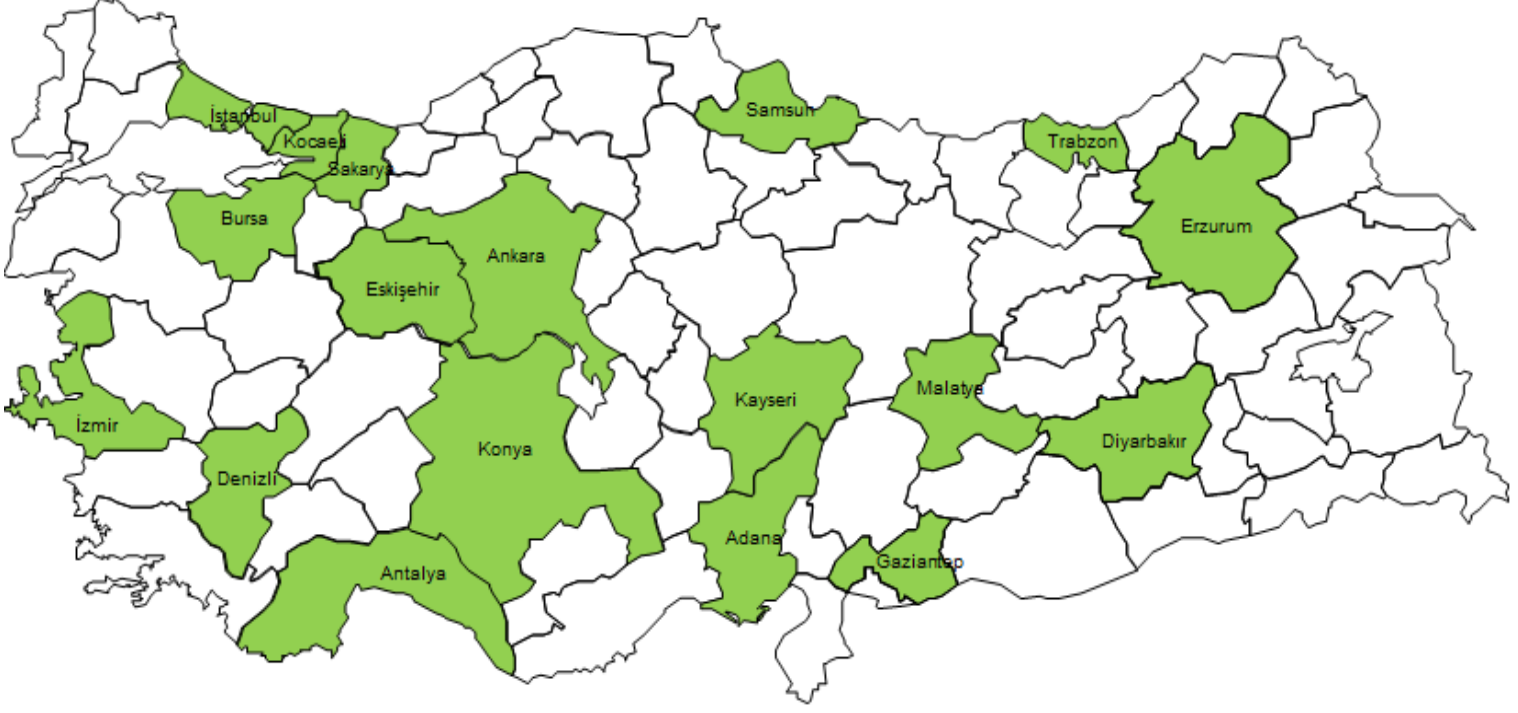 Samsun
İstanbul
Kocaeli
Trabzon
Sakarya
Bursa
Erzurum
Ankara
Eskişehir
Malatya
Kayseri
İzmir
Diyarbakır
Konya
Denizli
Adana
Gaziantep
Antalya